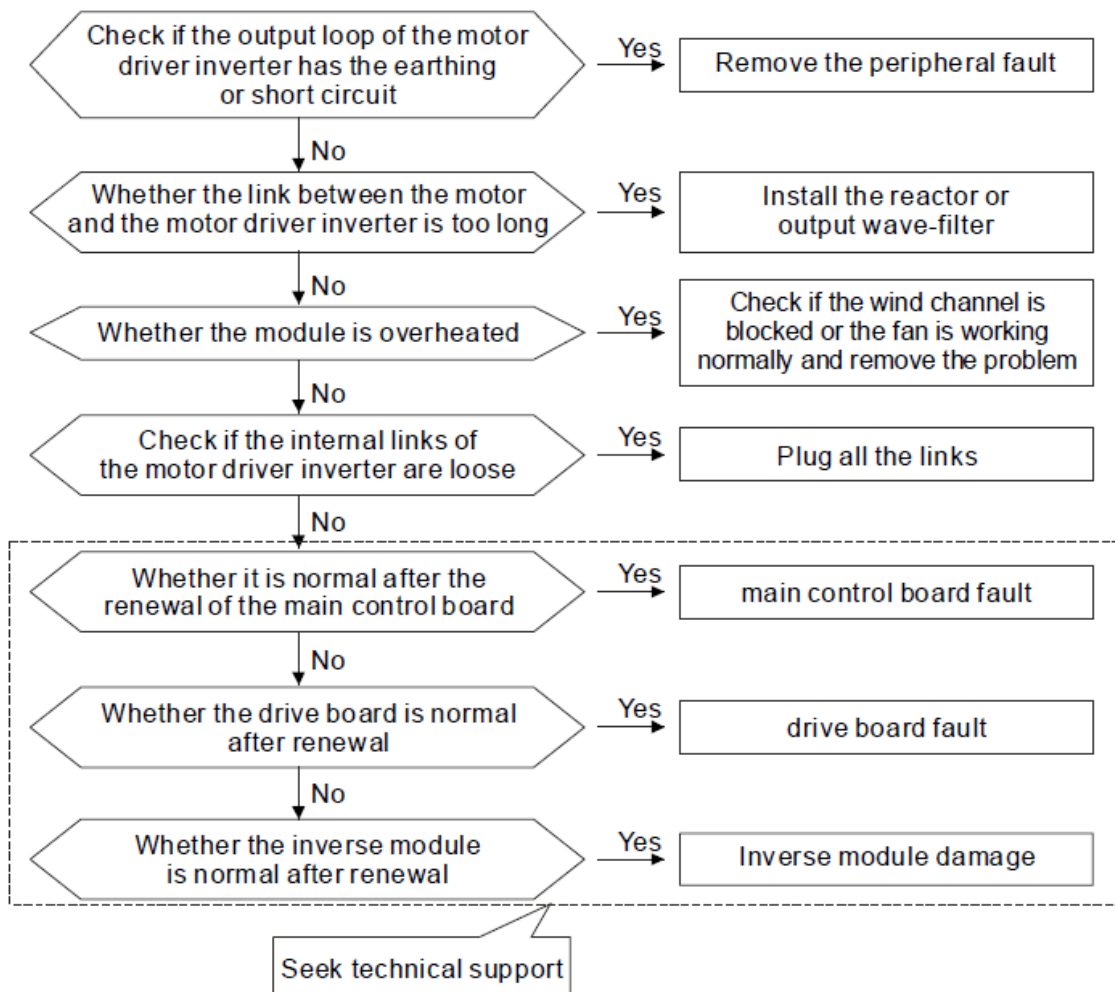 Check if the output loop of the motor
driver inverter has the earthing
or short circuit
Yes
Remove the peripheral fault
No
Whether the link between the motor
and the motor driver inverter is too long
Yes
Install the reactor or
output wave-filter
No
Whether the module is overheated
Yes
Check if the wind channel is
blocked or the fan is working
normally and remove the problem
No
Check if the internal links of
the motor driver inverter are loose
Yes
Plug all the links
No
Whether it is normal after the
renewal of the main control board
Yes
main control board fault
No
Whether the drive board is normal
after renewal
Yes
drive board fault
No
Whether the inverse module
is normal after renewal
Yes
Inverse module damage
Seek technical support